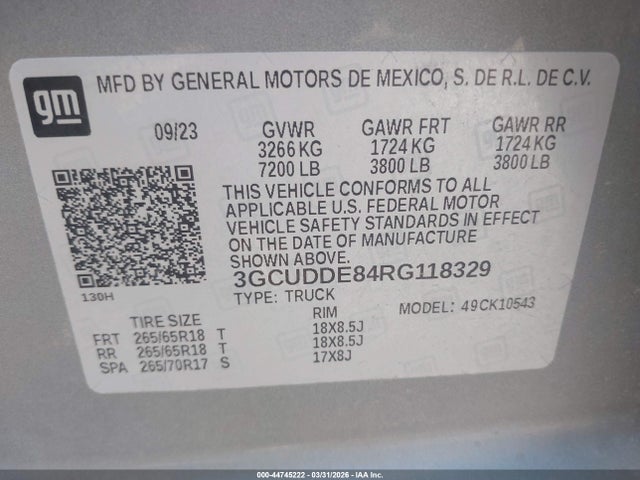 gm
MFD BY GENERAL MOTORS DE MEXICO, S. DE R.L. DE C.V.
09/23 GVWR GAWR FRT GAWR RR
3266 KG 1724 KG 1724 KG
7200 LB 3800 LB 3800 LB
THIS VEHICLE CONFORMS TO ALL
APPLICABLE U.S. FEDERAL MOTOR
VEHICLE SAFETY STANDARDS IN EFFECT
ON THE DATE OF MANUFACTURE
SHOWN ABOVE.
3GCUDDE84RG118329
130H
TYPE: TRUCK MODEL: 49CK10543
TIRE SIZE RIM
FRT 265/65R18 T 18X8.5J
RR 265/65R18 T 18X8.5J
SPA 265/70R17 S 17X8J
000-44745222 - 03/31/2026 - IAA Inc.